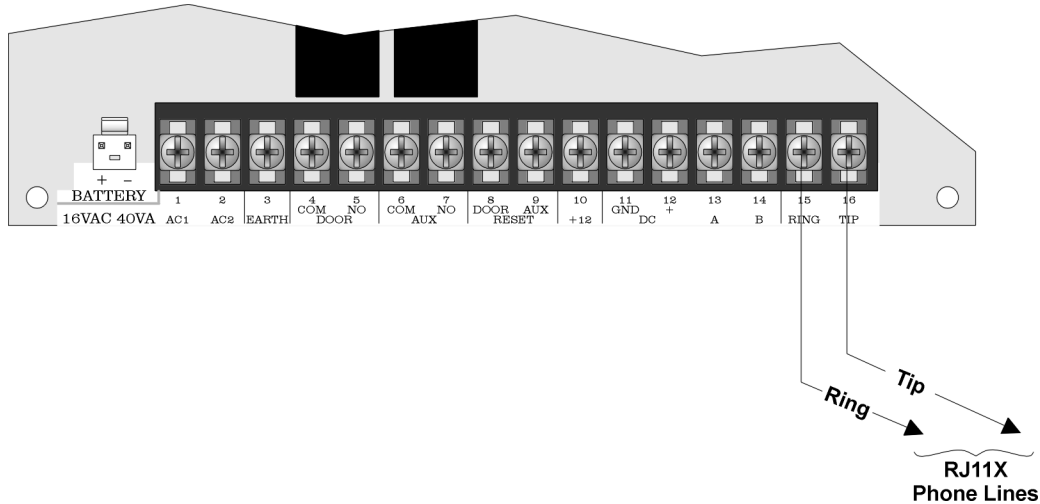 + −
BATTERY
16VAC 40VA
1 2 3 4 5 6 7 8 9 10 11 12 13 14 15 16
COM NO COM NO DOOR AUX GND +
AC1 AC2 EARTH DOOR AUX RESET +12 DC A B RING TIP
Tip
Ring
RJ11X
Phone Lines